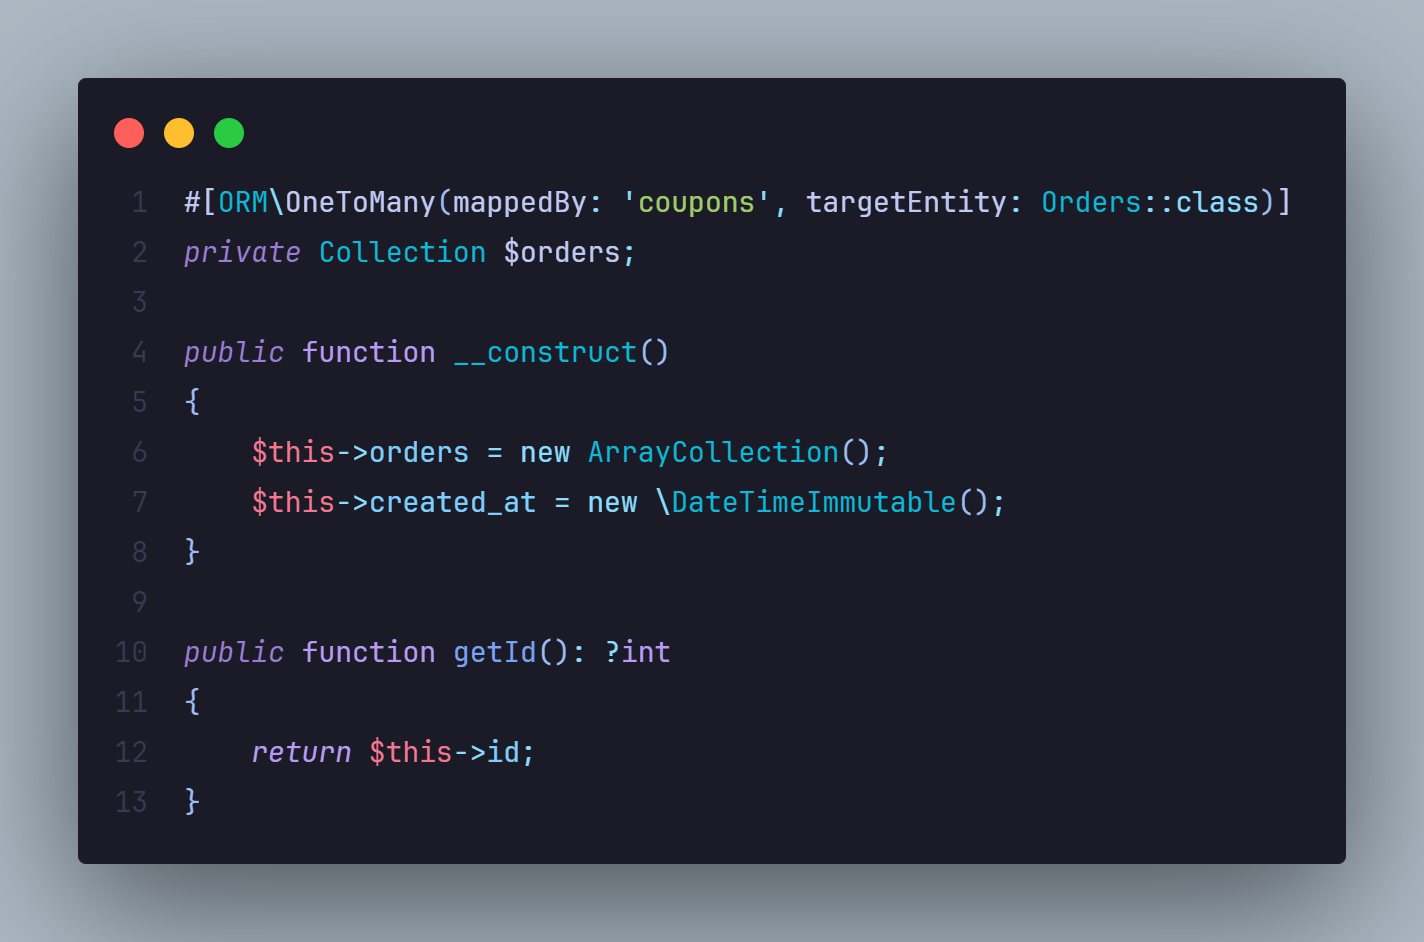 1 #[ORM\OneToMany(mappedBy: 'coupons', targetEntity: Orders::class)]
2 private Collection $orders;
3
4 public function __construct()
5 {
6     $this->orders = new ArrayCollection();
7     $this->created_at = new \DateTimeImmutable();
8 }
9
10 public function getId(): ?int
11 {
12     return $this->id;
13 }